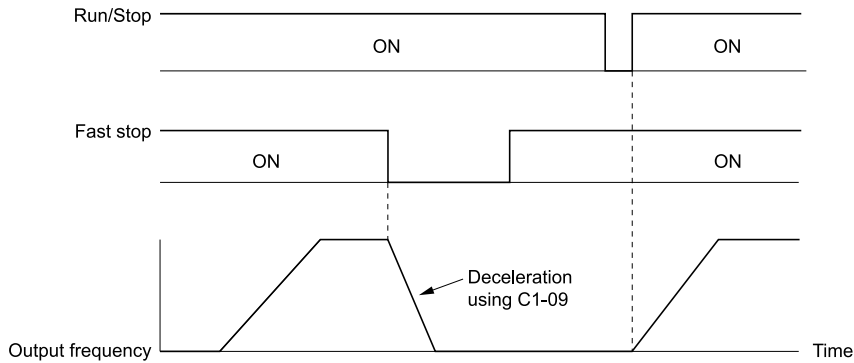 Run/Stop
ON
ON
Fast stop
ON
ON
Deceleration
using C1-09
Output frequency
Time